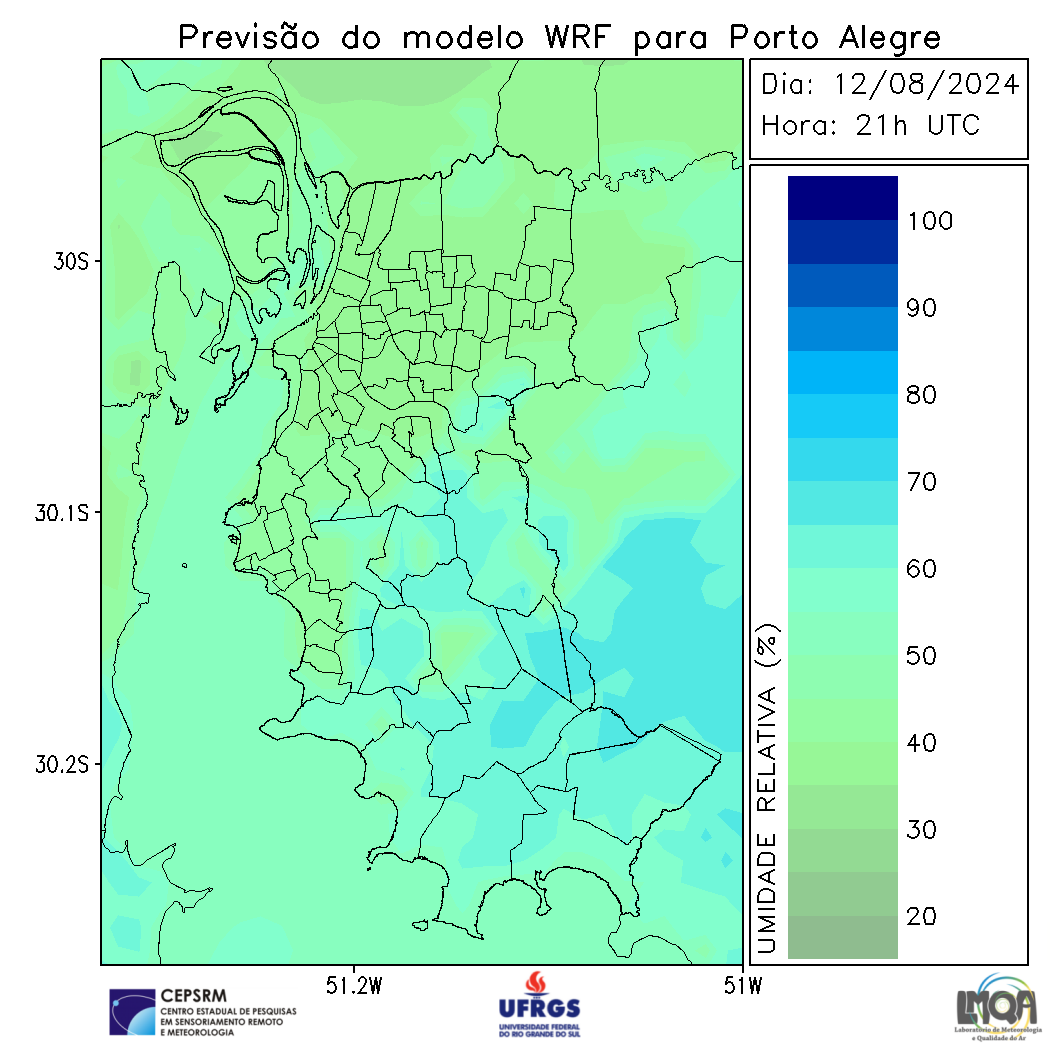 Previsão do modelo WRF para Porto Alegre
Dia: 12/08/2024
Hora: 21h UTC
30S
30.1S
30.2S
51.2W
51W
100
90
80
70
60
50
40
30
20
UMIDADE RELATIVA (%)
CEPSRM
CENTRO ESTADUAL DE PESQUISAS
EM SENSORIAMENTO REMOTO
E METEOROLOGIA
UFRGS
UNIVERSIDADE FEDERAL
DO RIO GRANDE DO SUL
LMQA
Laboratório de Meteorologia
e Qualidade do Ar